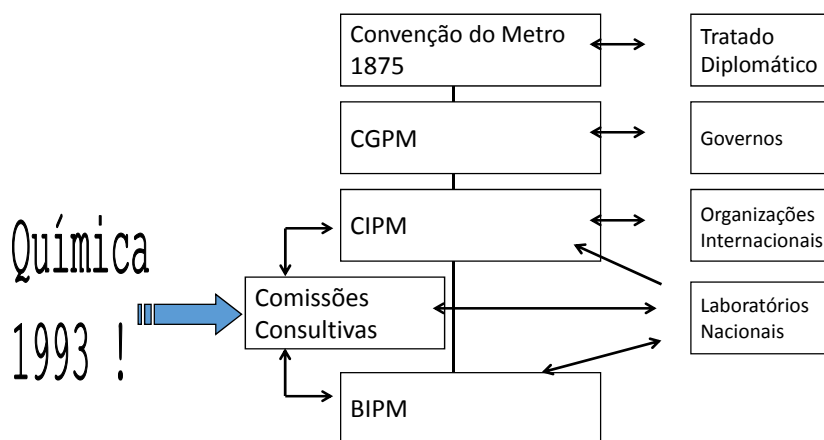 Convenção do Metro
1875
Tratado
Diplomático
CGPM
Governos
CIPM
Organizações
Internacionais
Química
1993 !
Comissões
Consultivas
Laboratórios
Nacionais
BIPM